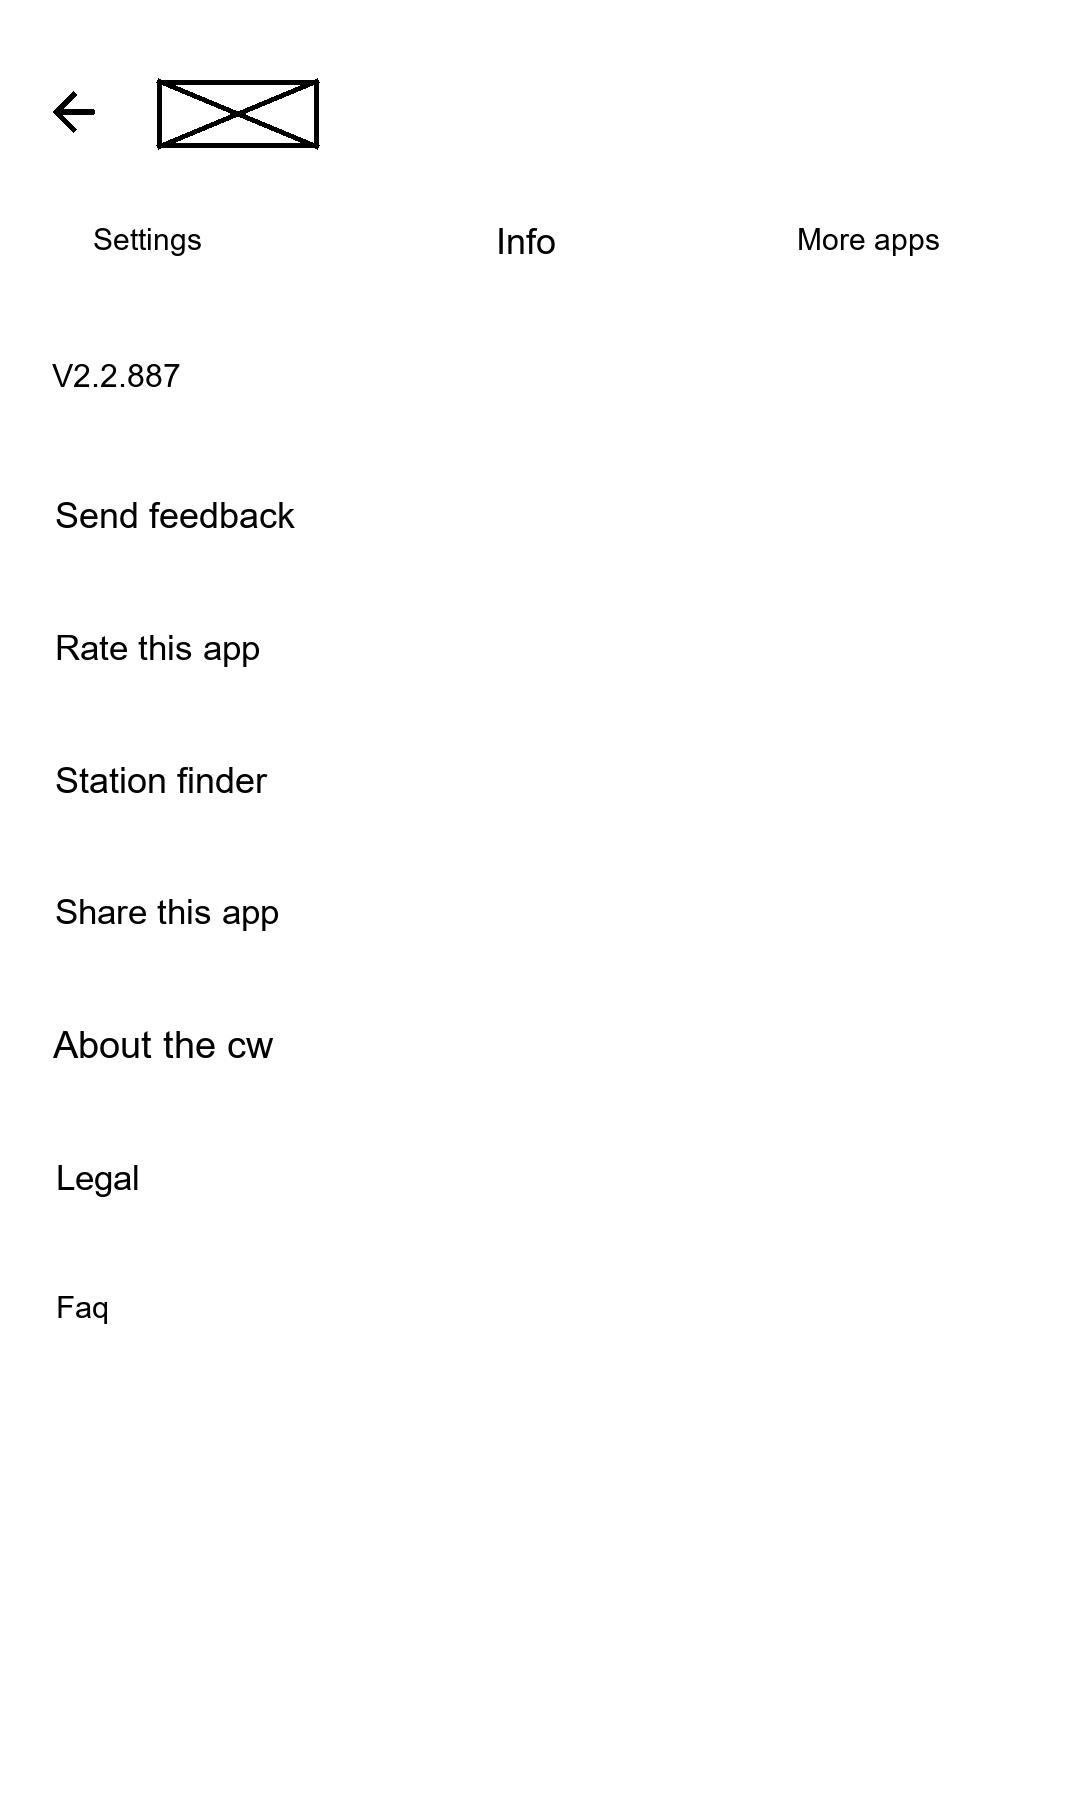 Settings Info More apps
V2.2.887
Send feedback
Rate this app
Station finder
Share this app
About the cw
Legal
Faq